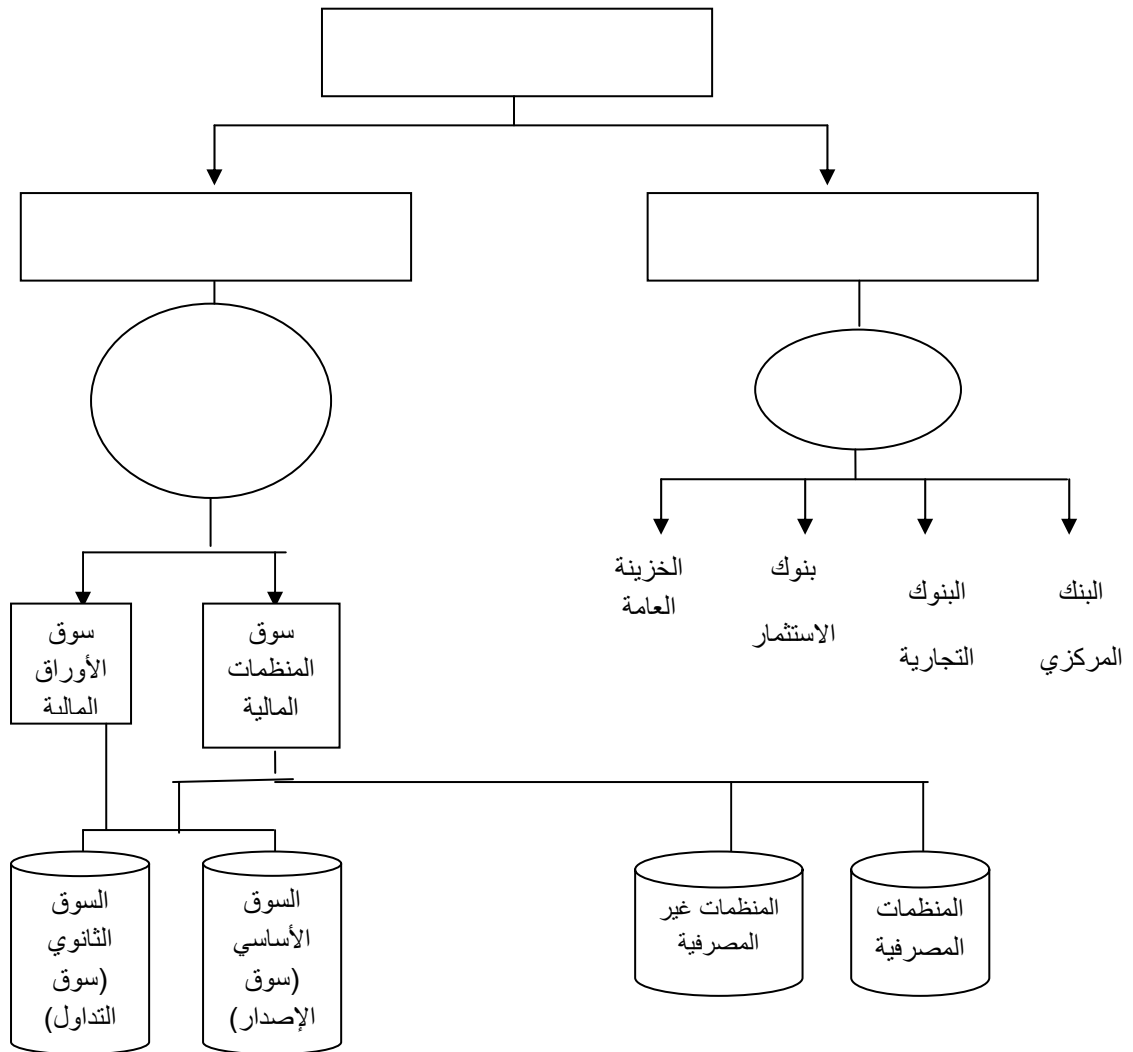 البنك
المركزي
البنوك
التجارية
بنوك
الاستثمار
الخزينة
العامة
سوق
المنظمات
المالية
سوق
الأوراق
المالية
المنظمات
المصرفية
المنظمات غير
المصرفية
السوق
الأساسي
(سوق
الإصدار)
السوق
الثانوي
(سوق
التداول)